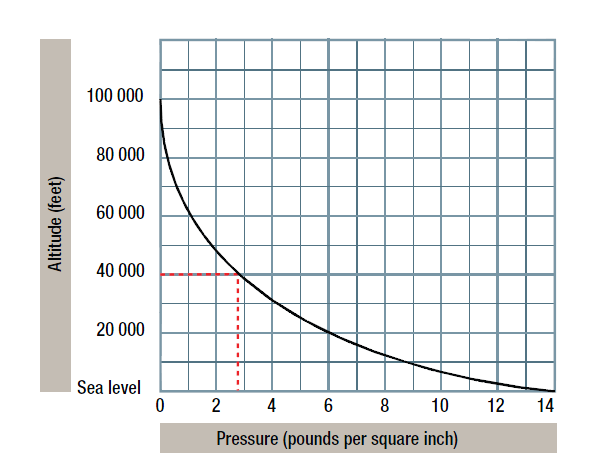 Altitude (feet)
100 000
80 000
60 000
40 000
20 000
Sea level
0 2 4 6 8 10 12 14
Pressure (pounds per square inch)